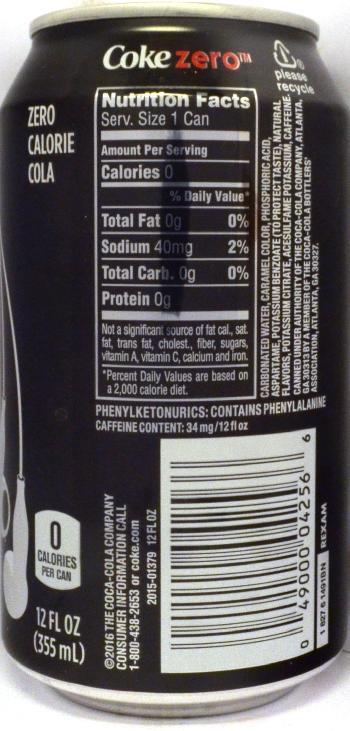 Coke zero™
please
recycle
ZERO
CALORIE
COLA
Nutrition Facts
Serv. Size 1 Can
Amount Per Serving
Calories 0
% Daily Value*
Total Fat 0g 0%
Sodium 40mg 2%
Total Carb. 0g 0%
Protein 0g
Not a significant source of fat cal., sat.
fat, trans fat, cholest., fiber, sugars,
vitamin A, vitamin C, calcium and iron.
*Percent Daily Values are based on
a 2,000 calorie diet.
CARBONATED WATER, CARAMEL COLOR, PHOSPHORIC ACID,
ASPARTAME, POTASSIUM BENZOATE (TO PROTECT TASTE), NATURAL
FLAVORS, POTASSIUM CITRATE, ACESULFAME POTASSIUM, CAFFEINE.
CANNED UNDER AUTHORITY OF THE COCA-COLA COMPANY, ATLANTA,
GA 30313 BY A MEMBER OF THE COCA-COLA BOTTLERS'
ASSOCIATION, ATLANTA, GA 30327.
PHENYLKETONURICS: CONTAINS PHENYLALANINE
CAFFEINE CONTENT: 34 mg/12 fl oz
0
CALORIES
PER CAN
12 FL OZ
(355 mL)
©2016 THE COCA-COLA COMPANY
CONSUMER INFORMATION CALL
1-800-438-2653 or coke.com
2015-01379 12 FL OZ
0 49000 04256 6
1 827 6 1491BN REXAM